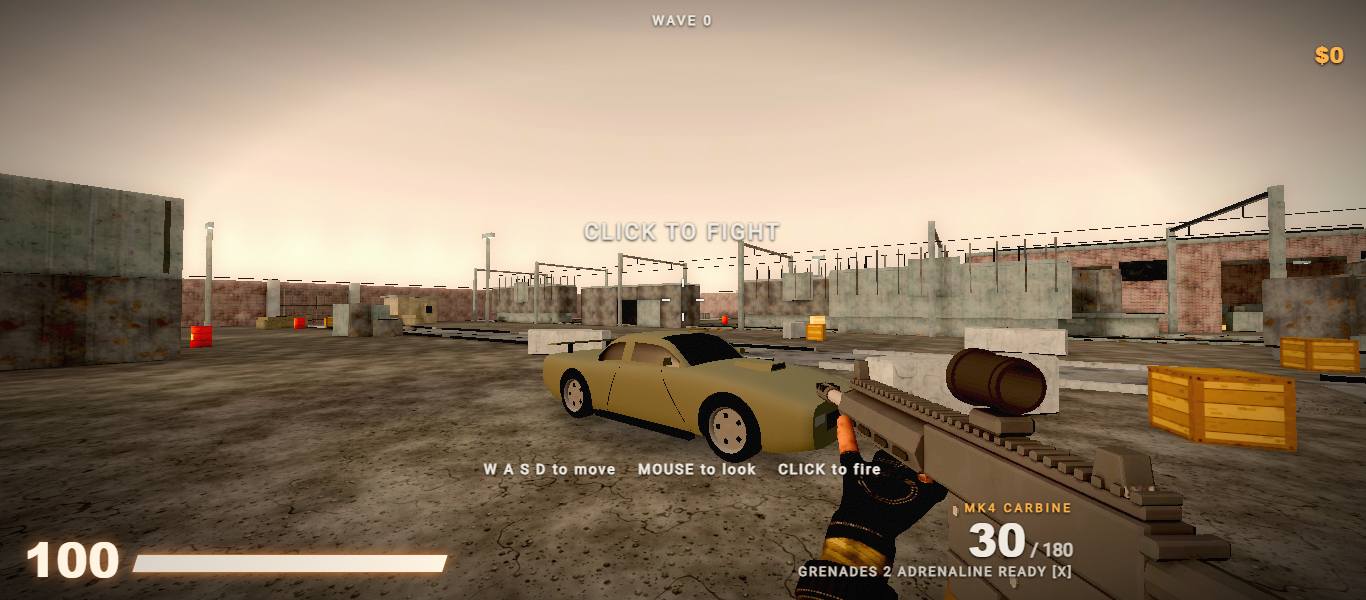 WAVE 0
$0
CLICK TO FIGHT
W A S D to move MOUSE to look CLICK to fire
MK4 CARBINE
30 / 180
100
GRENADES 2 ADRENALINE READY [X]